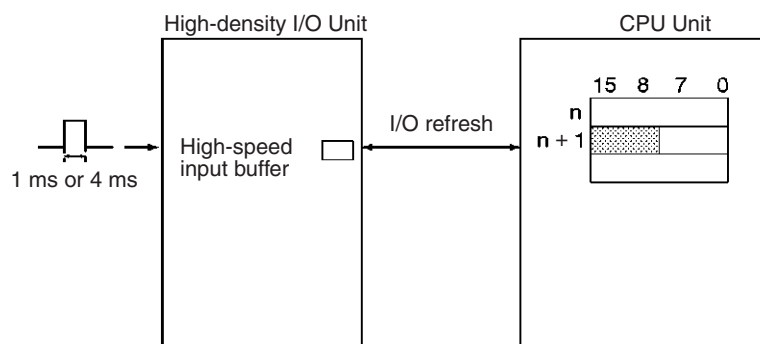 High-density I/O Unit
CPU Unit
15 8 7 0
n
n + 1
I/O refresh
High-speed
input buffer
1 ms or 4 ms